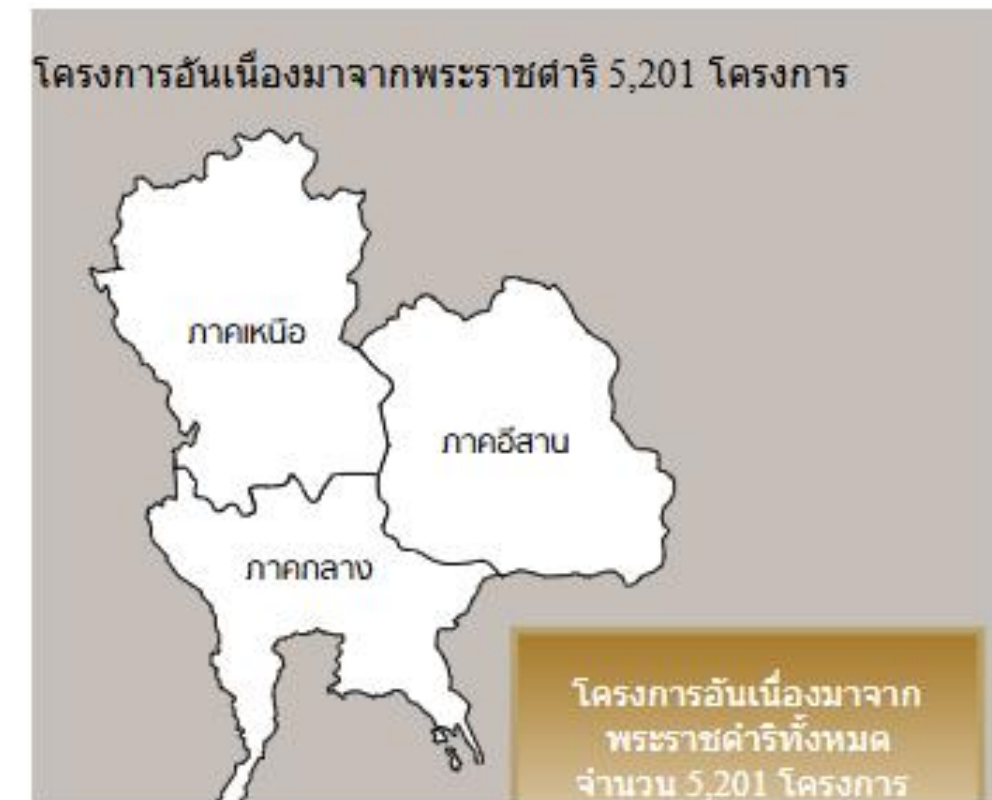 โครงการอันเนื่องมาจากพระราชดำริ 5,201 โครงการ
ภาคเหนือ
ภาคอีสาน
ภาคกลาง
โครงการอันเนื่องมาจาก
พระราชดำริทั้งหมด
จำนวน 5,201 โครงการ